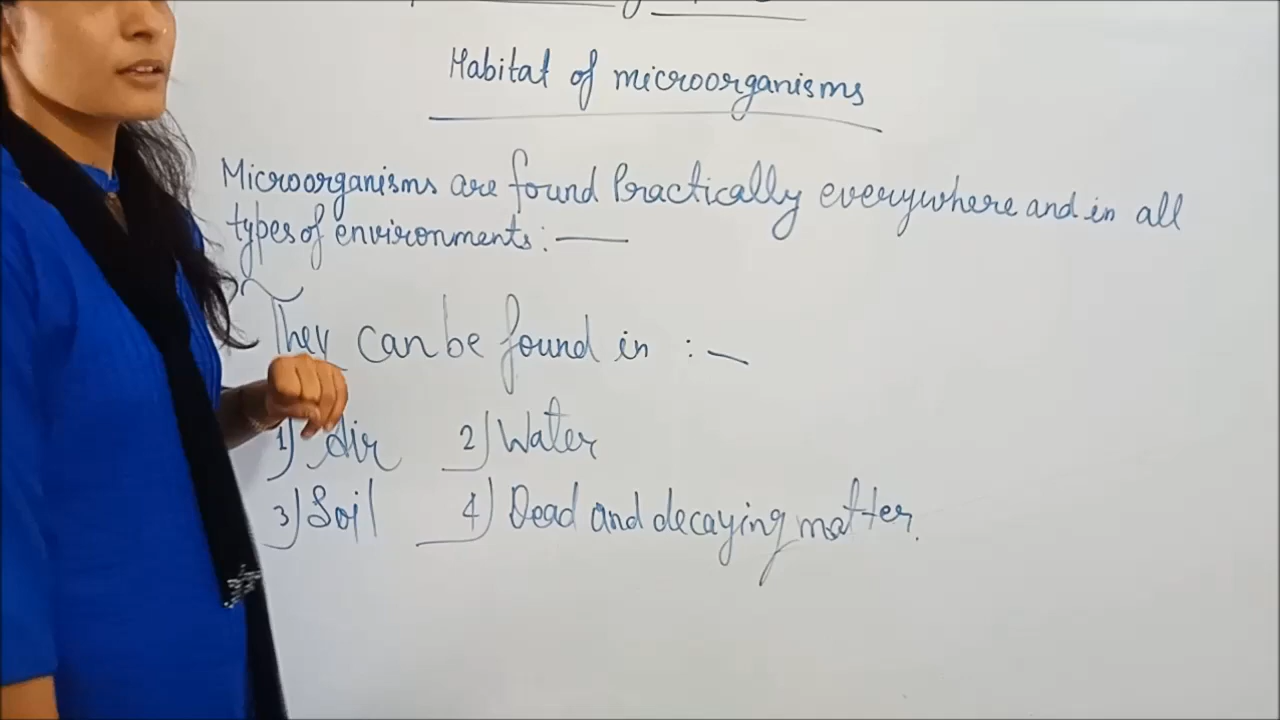 Habitat of microorganisms
Microorganisms are found Practically everywhere and in all
types of environments:—
They can be found in :—
1) Air 2) Water
3) Soil 4) Dead and decaying matter.